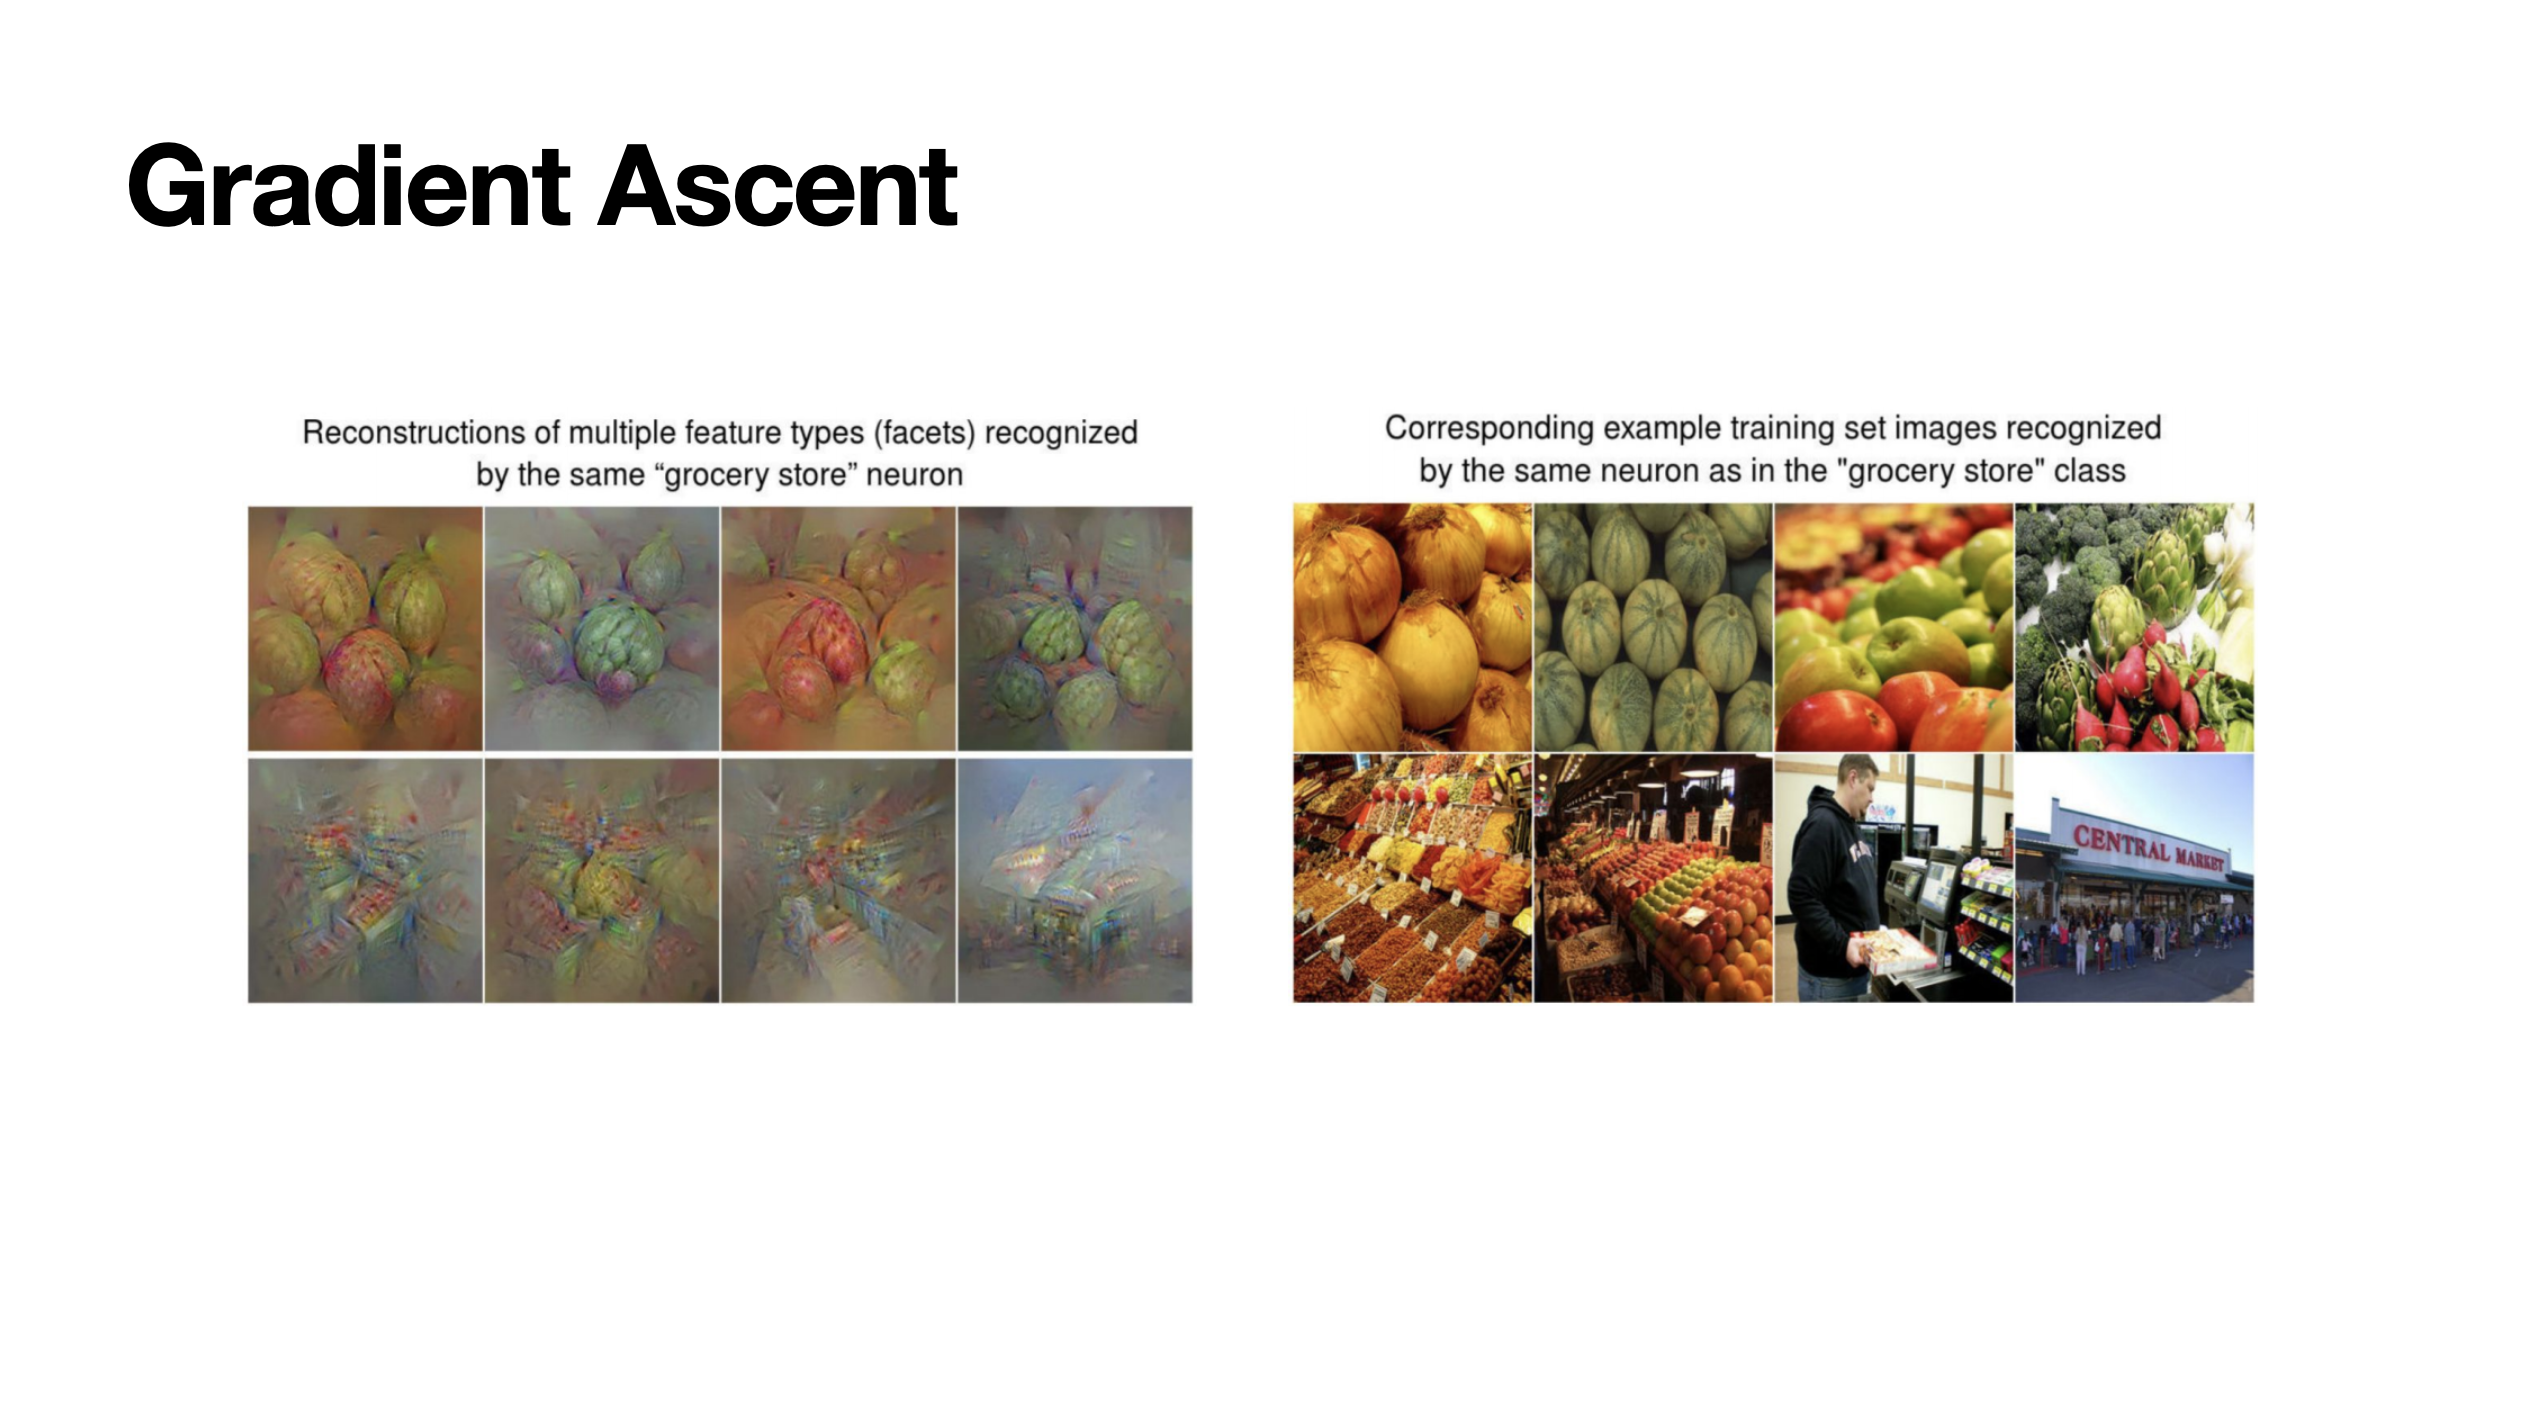 Gradient Ascent
Reconstructions of multiple feature types (facets) recognized
by the same “grocery store” neuron
Corresponding example training set images recognized
by the same neuron as in the "grocery store" class
CENTRAL MARKET